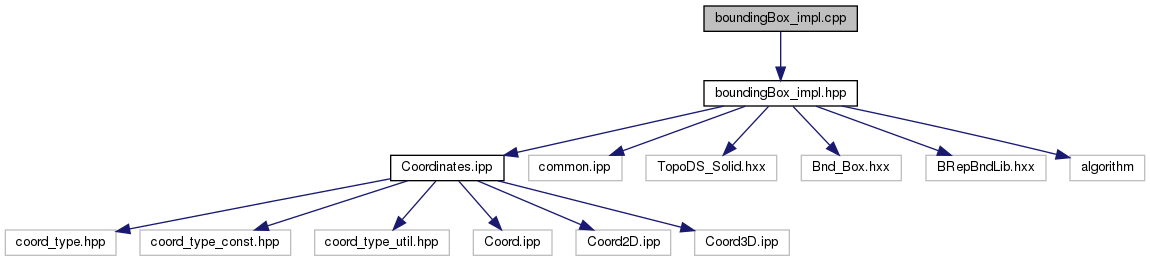 boundingBox_impl.cpp
boundingBox_impl.hpp
Coordinates.ipp
common.ipp
TopoDS_Solid.hxx
Bnd_Box.hxx
BRepBndLib.hxx
algorithm
coord_type.hpp
coord_type_const.hpp
coord_type_util.hpp
Coord.ipp
Coord2D.ipp
Coord3D.ipp